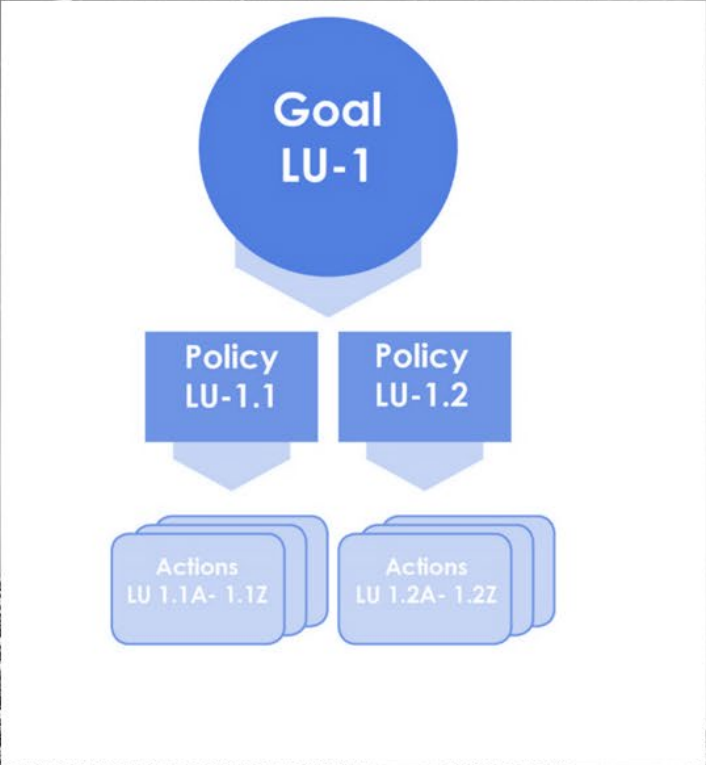 Goal
LU-1
Policy
LU-1.1
Policy
LU-1.2
Actions
LU 1.1A- 1.1Z
Actions
LU 1.2A- 1.2Z